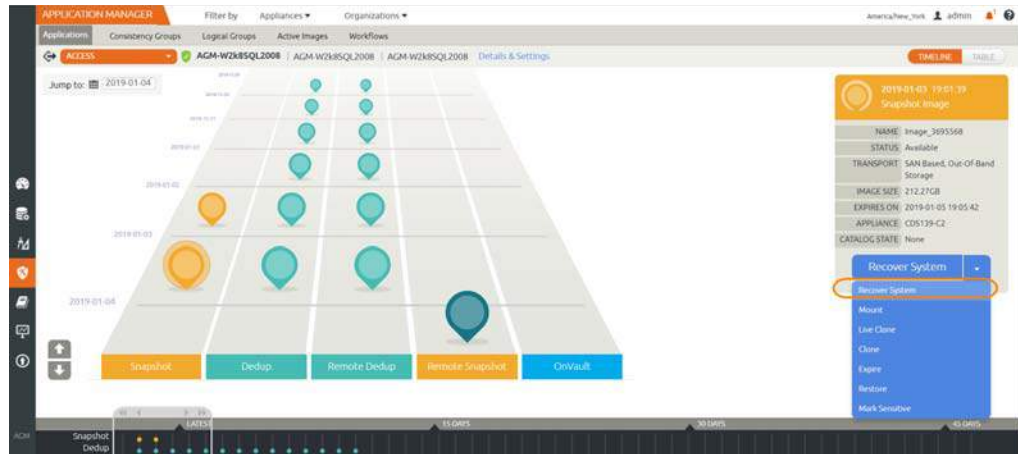 APPLICATION MANAGER
Filter by
Appliances
Organizations
America/New_York
admin
Applications
Consistency Groups
Logical Groups
Active Images
Workflows
ACCESS
AGM-W2k8SQL2008 | AGM-W2k8SQL2008 | AGM-W2k8SQL2008
Details & Settings
TIMELINE
TABLE
Jump to:
2019-01-04
2019-01-02
2019-01-03
2019-01-04
2019-01-03 19:01:39
Snapshot Image
NAME Image_3695568
STATUS Available
TRANSPORT SAN Based, Out-Of-Band
Storage
IMAGE SIZE 212.27GB
EXPIRES ON 2019-01-05 19:05:42
APPLIANCE CDS139-C2
CATALOG STATE None
Recover System
Recover System
Mount
Live Clone
Clone
Expire
Restore
Mark Sensitive
Snapshot
Dedup
Remote Dedup
Remote Snapshot
OnVault
LATEST
15 DAYS
30 DAYS
45 DAYS
AGM
Snapshot
Dedup